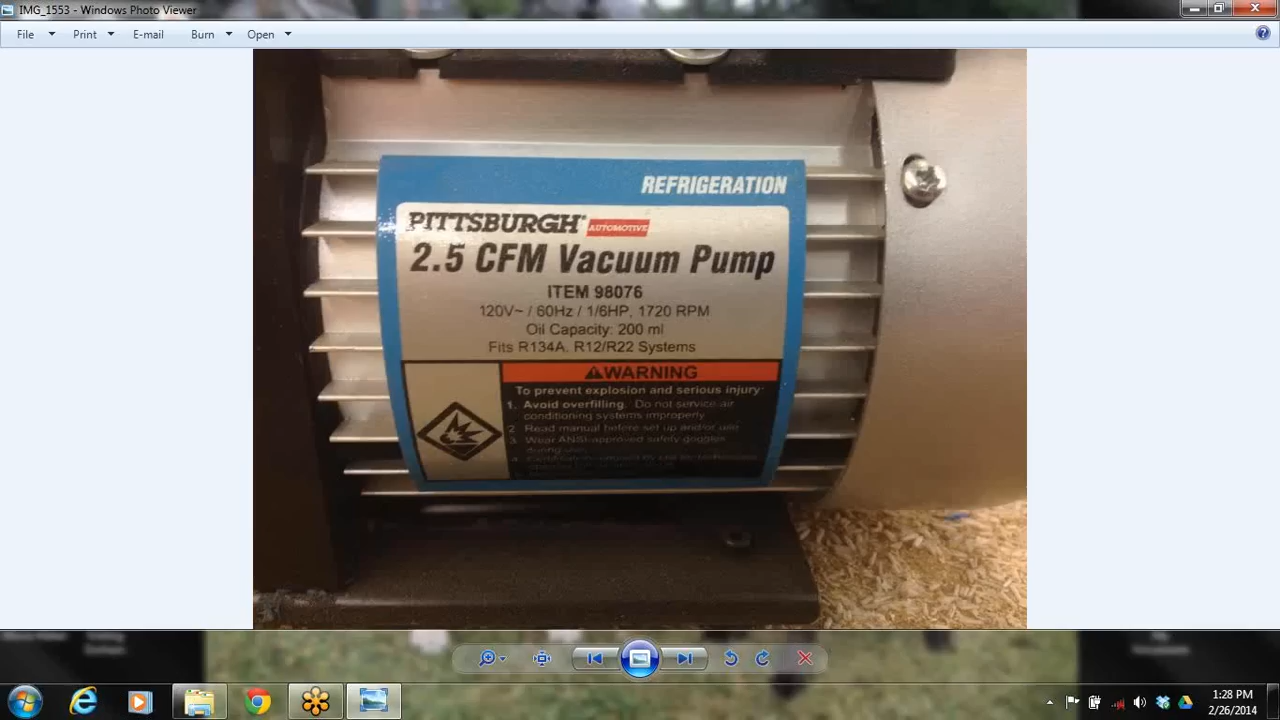 IMG_1553 - Windows Photo Viewer
File Print E-mail Burn Open
REFRIGERATION
PITTSBURGH® AUTOMOTIVE
2.5 CFM Vacuum Pump
ITEM 98076
120V~ / 60Hz / 1/6HP, 1720 RPM
Oil Capacity: 200 ml
Fits R134A, R12/R22 Systems
WARNING
To prevent explosion and serious injury:
1. Avoid overfilling. Do not service air
conditioning systems improperly.
2. Read manual before set up and/or use.
3. Wear ANSI-approved safety goggles
during use.
1:28 PM
2/26/2014